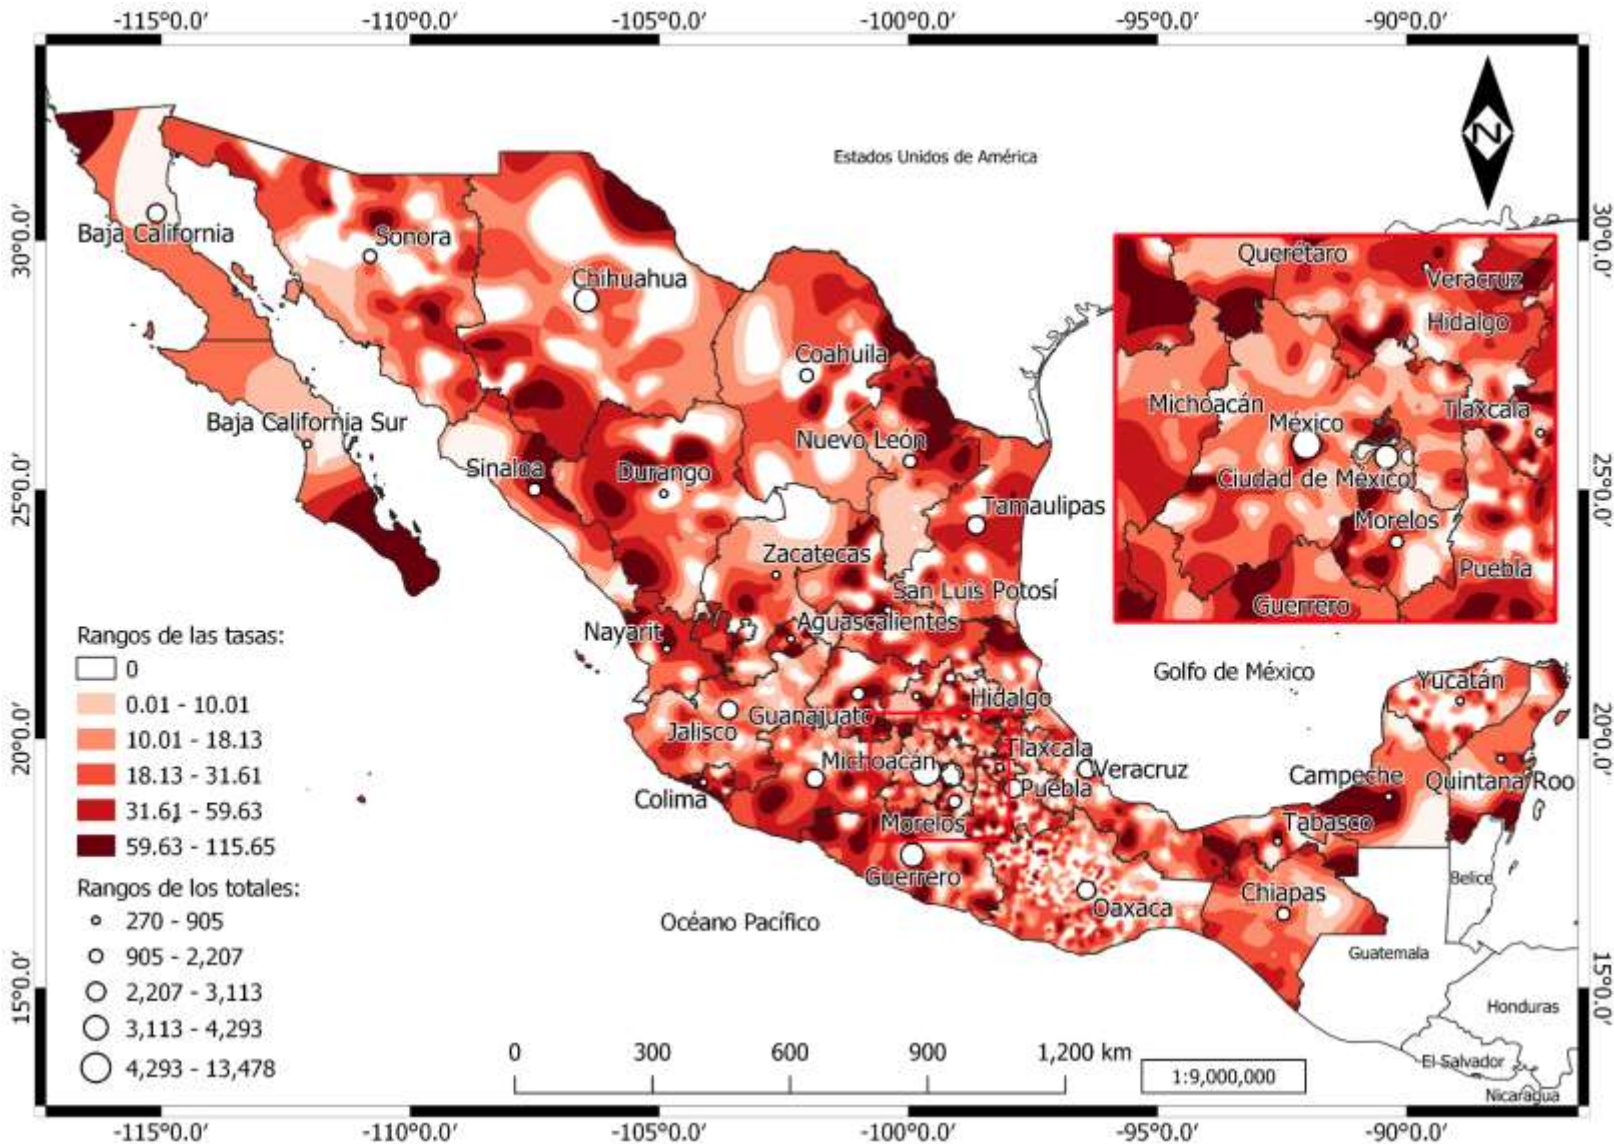 -115°0.0′ -110°0.0′ -105°0.0′ -100°0.0′ -95°0.0′ -90°0.0′
30°0.0′
25°0.0′
20°0.0′
15°0.0′
Estados Unidos de América
N
Baja California
Sonora
Chihuahua
Coahuila
Baja California Sur
Sinaloa
Durango
Nuevo León
Tamaulipas
Zacatecas
San Luis Potosí
Nayarit
Aguascalientes
Hidalgo
Jalisco
Guanajuato
Michoacán
Tlaxcala
Veracruz
Colima
Puebla
Morelos
Guerrero
Oaxaca
Chiapas
Tabasco
Campeche
Quintana Roo
Yucatán
Golfo de México
Océano Pacífico
Belice
Guatemala
Honduras
El Salvador
Nicaragua
Querétaro
Veracruz
Hidalgo
Michoacán
México
Tlaxcala
Ciudad de México
Morelos
Puebla
Guerrero
Rangos de las tasas:
0
0.01 - 10.01
10.01 - 18.13
18.13 - 31.61
31.61 - 59.63
59.63 - 115.65
Rangos de los totales:
270 - 905
905 - 2,207
2,207 - 3,113
3,113 - 4,293
4,293 - 13,478
0 300 600 900 1,200 km
1:9,000,000
30°0.0′
25°0.0′
20°0.0′
15°0.0′
-115°0.0′ -110°0.0′ -105°0.0′ -100°0.0′ -95°0.0′ -90°0.0′